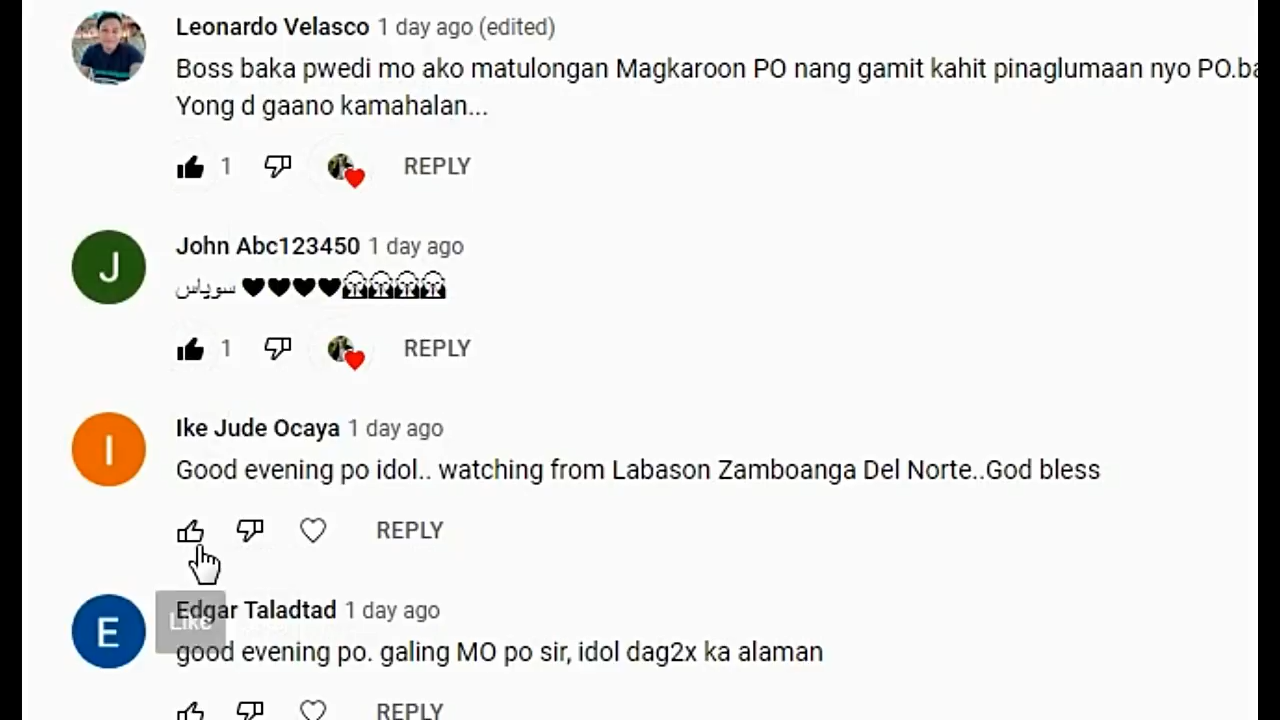 Leonardo Velasco 1 day ago (edited)
Boss baka pwedi mo ako matulongan Magkaroon PO nang gamit kahit pinaglumaan nyo PO.ba
Yong d gaano kamahalan...
1 REPLY
J
John Abc123450 1 day ago
سوياس ♥♥♥♥
1 REPLY
I
Ike Jude Ocaya 1 day ago
Good evening po idol.. watching from Labason Zamboanga Del Norte..God bless
REPLY
E
Edgar Taladtad 1 day ago
Like
good evening po. galing MO po sir, idol dag2x ka alaman
REPLY